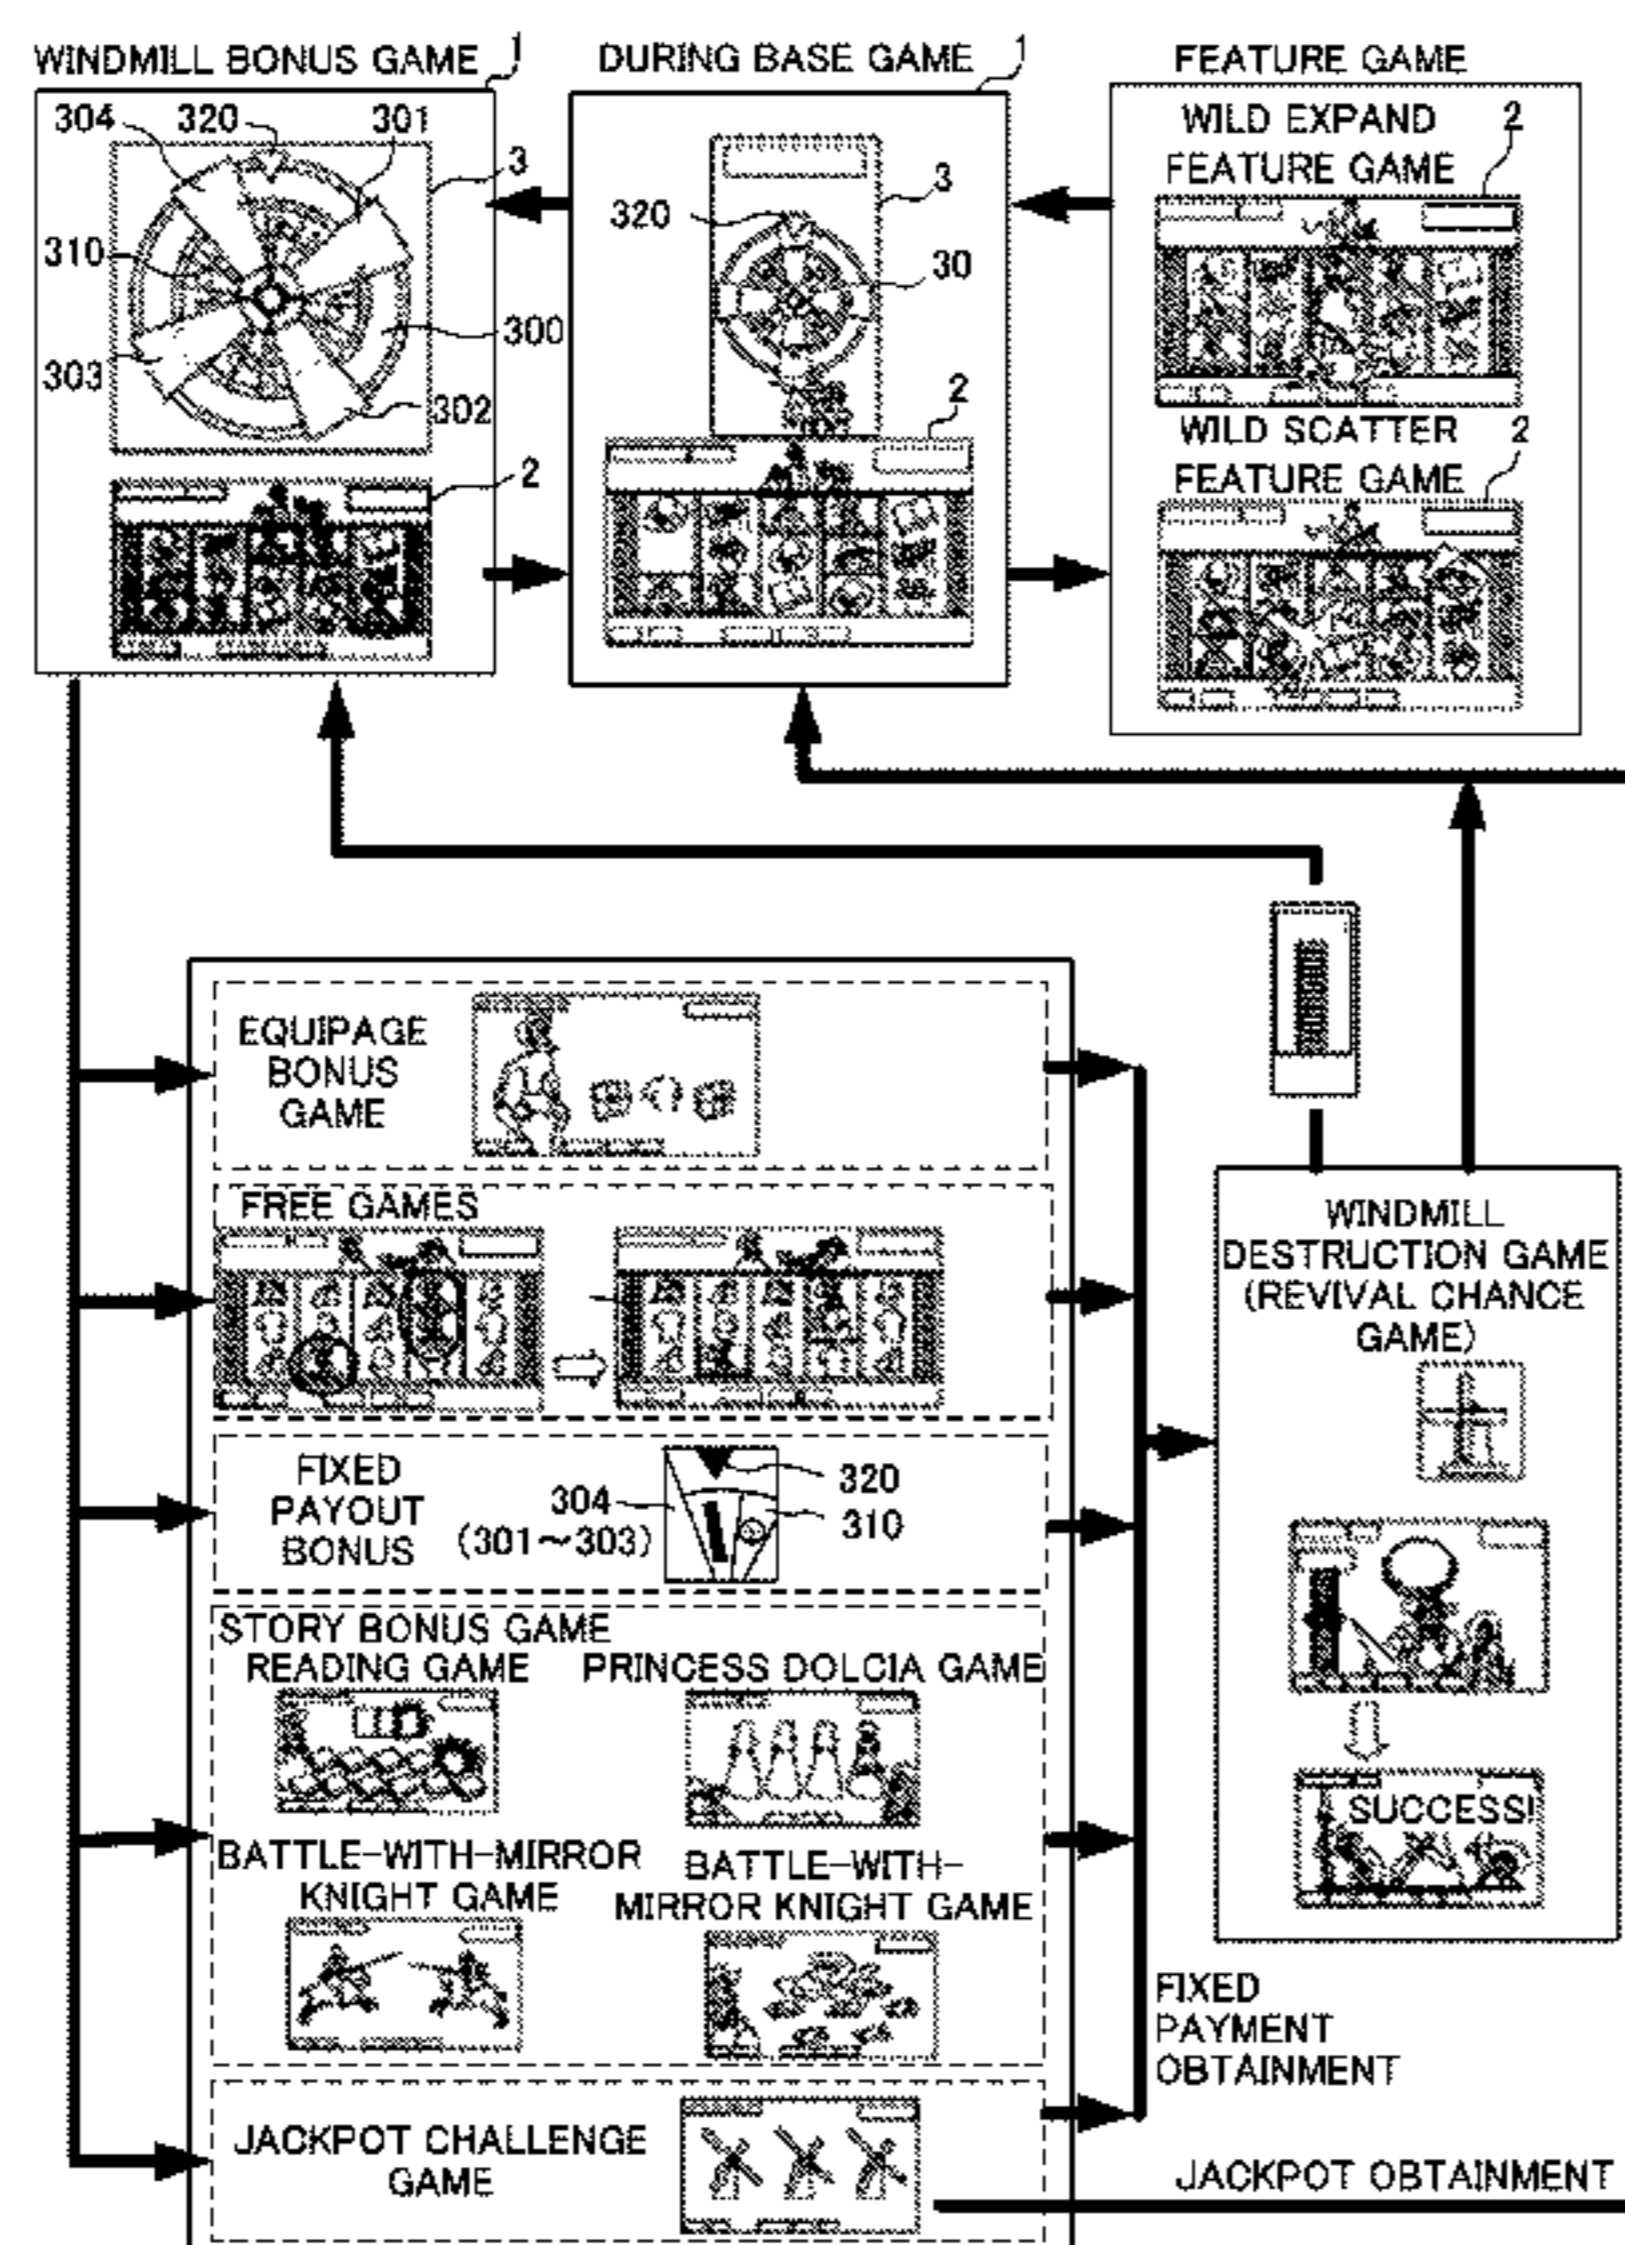 WINDMILL BONUS GAME
1
304
320
301
3
310
300
303
302
2
DURING BASE GAME
1
3
320
30
2
FEATURE GAME
WILD EXPAND
2
FEATURE GAME
WILD SCATTER
2
FEATURE GAME
EQUIPAGE
BONUS
GAME
FREE GAMES
FIXED
PAYOUT
BONUS
304
(301～303)
320
310
STORY BONUS GAME
READING GAME
PRINCESS DOLCIA GAME
BATTLE-WITH-MIRROR
KNIGHT GAME
BATTLE-WITH-
MIRROR KNIGHT GAME
JACKPOT CHALLENGE
GAME
WINDMILL
DESTRUCTION GAME
(REVIVAL CHANCE
GAME)
SUCCESS!
FIXED
PAYMENT
OBTAINMENT
JACKPOT OBTAINMENT